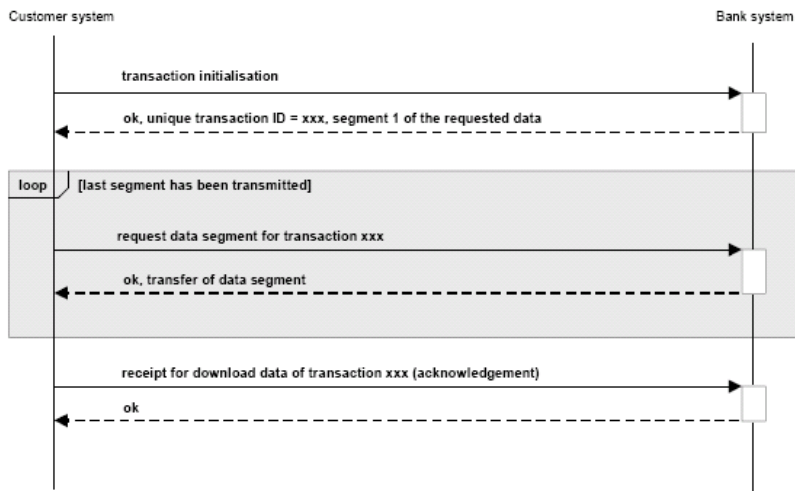 Customer system
Bank system
transaction initialisation
ok, unique transaction ID = xxx, segment 1 of the requested data
loop
[last segment has been transmitted]
request data segment for transaction xxx
ok, transfer of data segment
receipt for download data of transaction xxx (acknowledgement)
ok